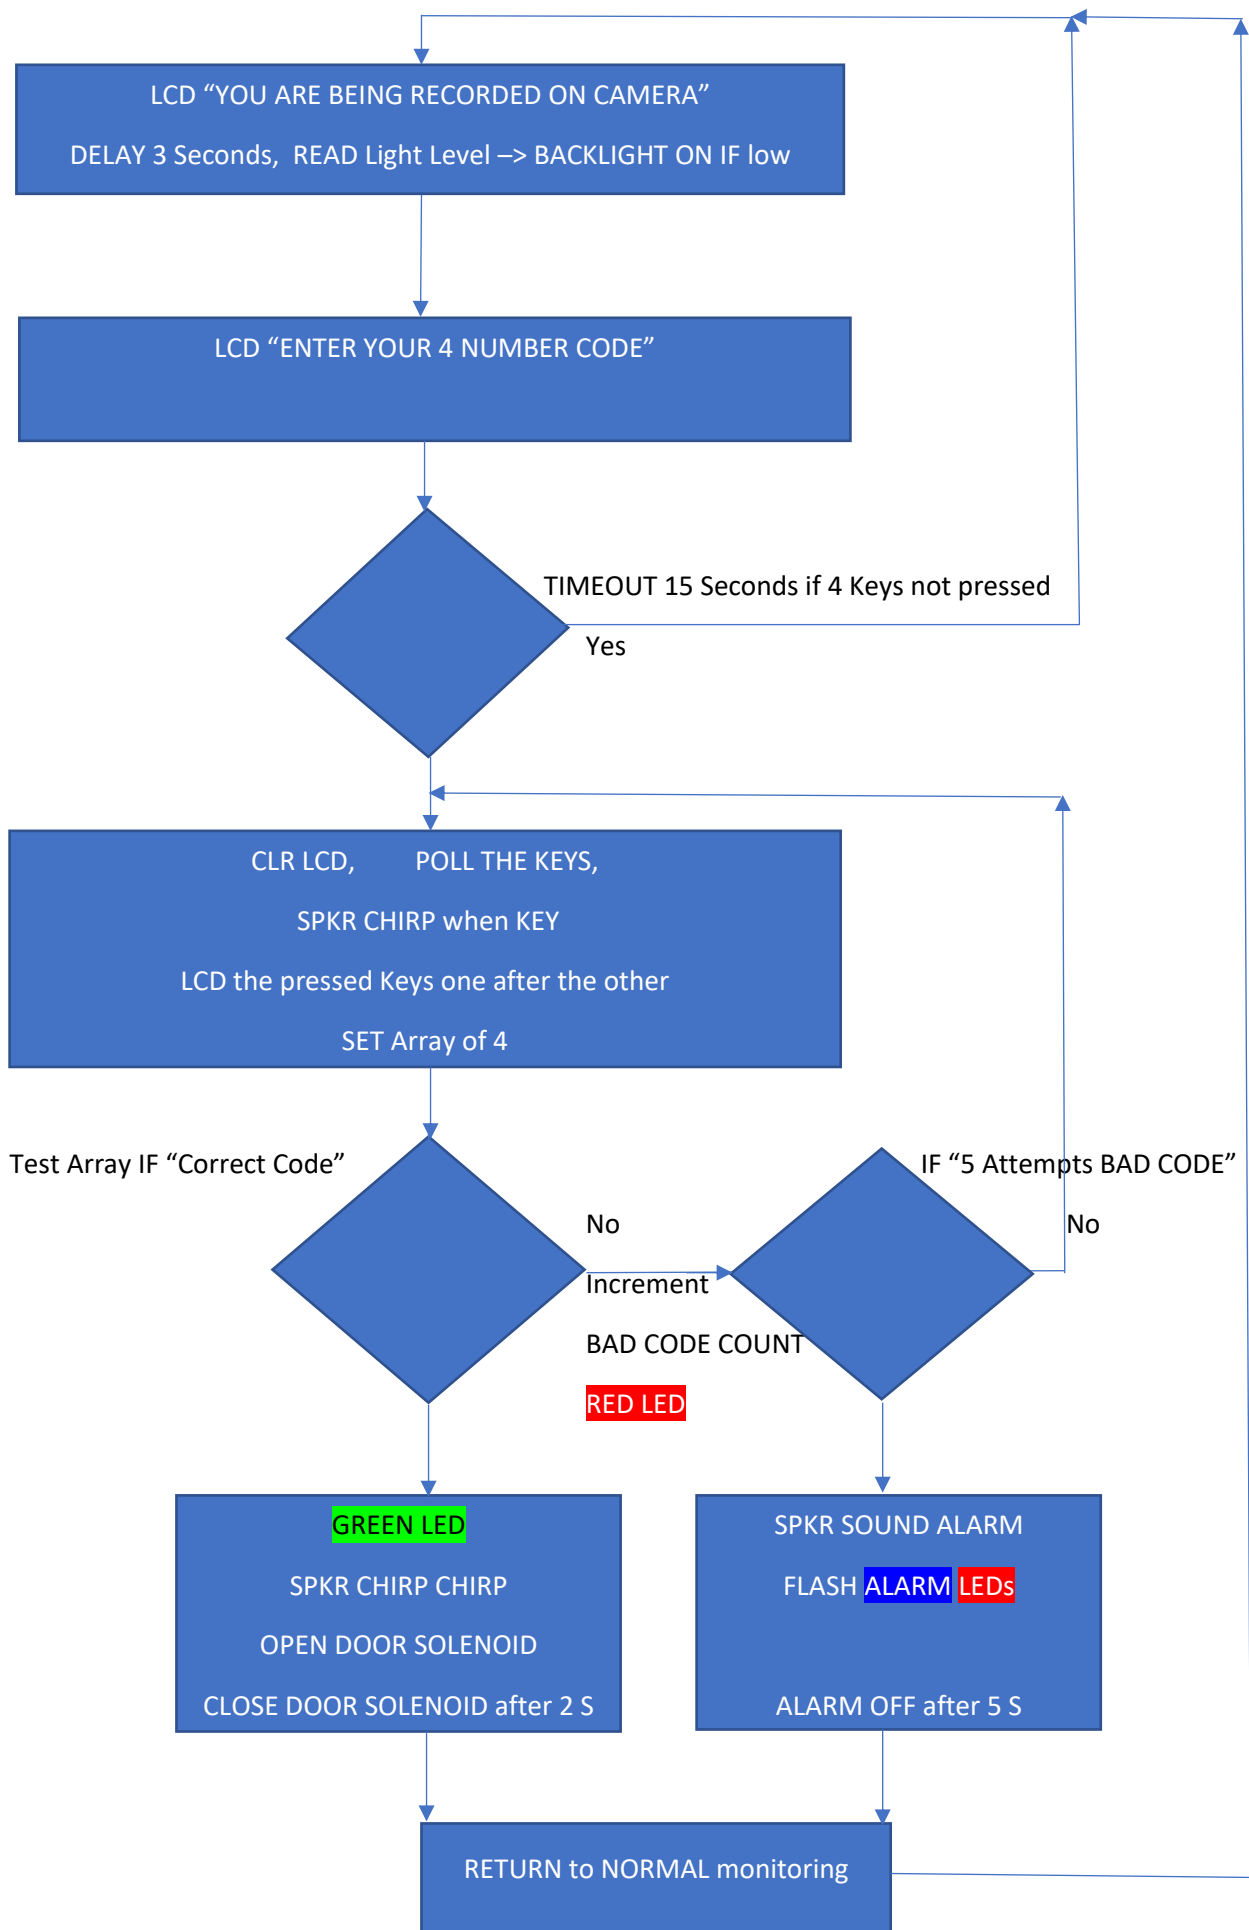 LCD “YOU ARE BEING RECORDED ON CAMERA”
DELAY 3 Seconds,  READ Light Level –> BACKLIGHT ON IF low
LCD “ENTER YOUR 4 NUMBER CODE”
TIMEOUT 15 Seconds if 4 Keys not pressed
Yes
CLR LCD,        POLL THE KEYS,
SPKR CHIRP when KEY
LCD the pressed Keys one after the other
SET Array of 4
Test Array IF “Correct Code”
No
Increment
BAD CODE COUNT
RED LED
IF “5 Attempts BAD CODE”
No
GREEN LED
SPKR CHIRP CHIRP
OPEN DOOR SOLENOID
CLOSE DOOR SOLENOID after 2 S
SPKR SOUND ALARM
FLASH ALARM LEDs
ALARM OFF after 5 S
RETURN to NORMAL monitoring